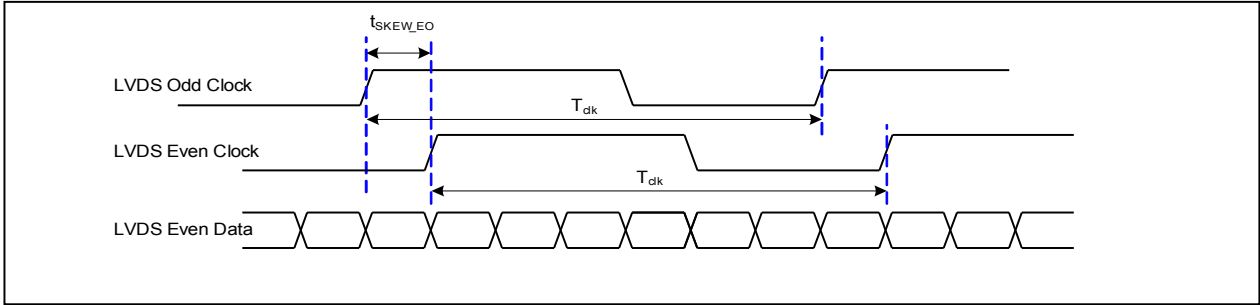 tSKEW_EO
LVDS Odd Clock
Tclk
LVDS Even Clock
Tclk
LVDS Even Data